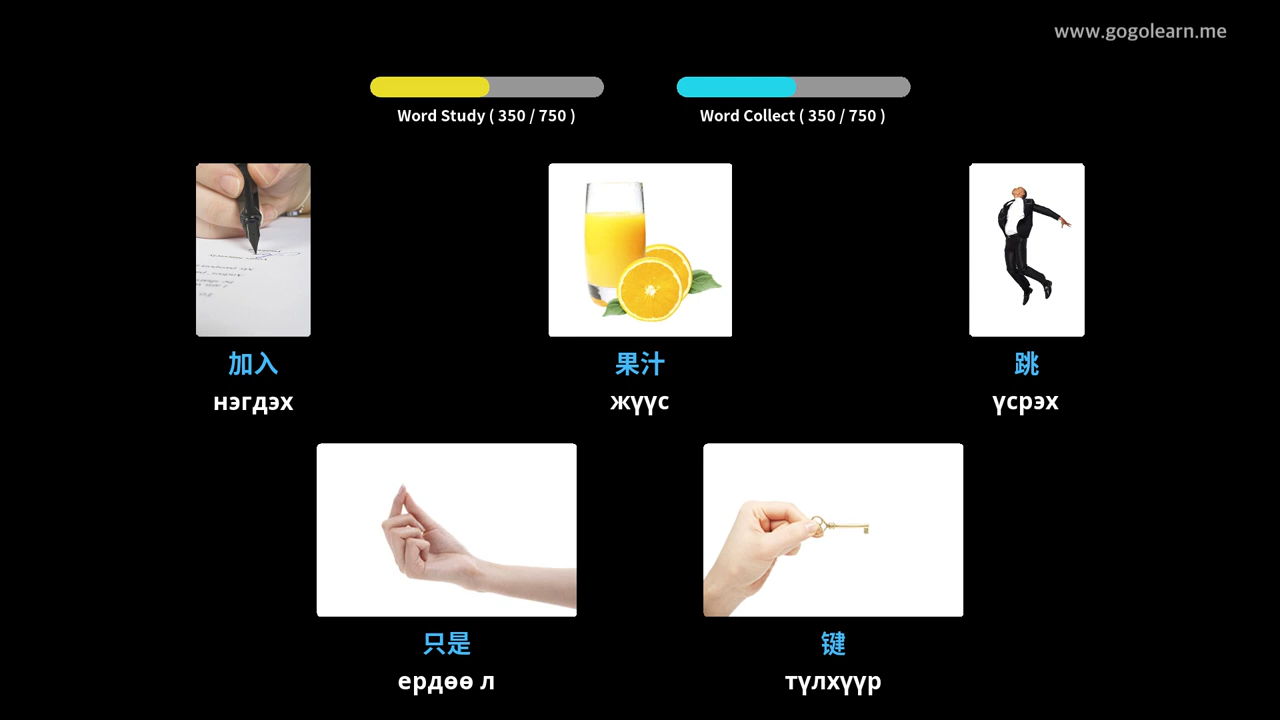 www.gogolearn.me
Word Study ( 350 / 750 )
Word Collect ( 350 / 750 )
加入
нэгдэх
果汁
жүүс
跳
үсрэх
只是
ердөө л
键
түлхүүр